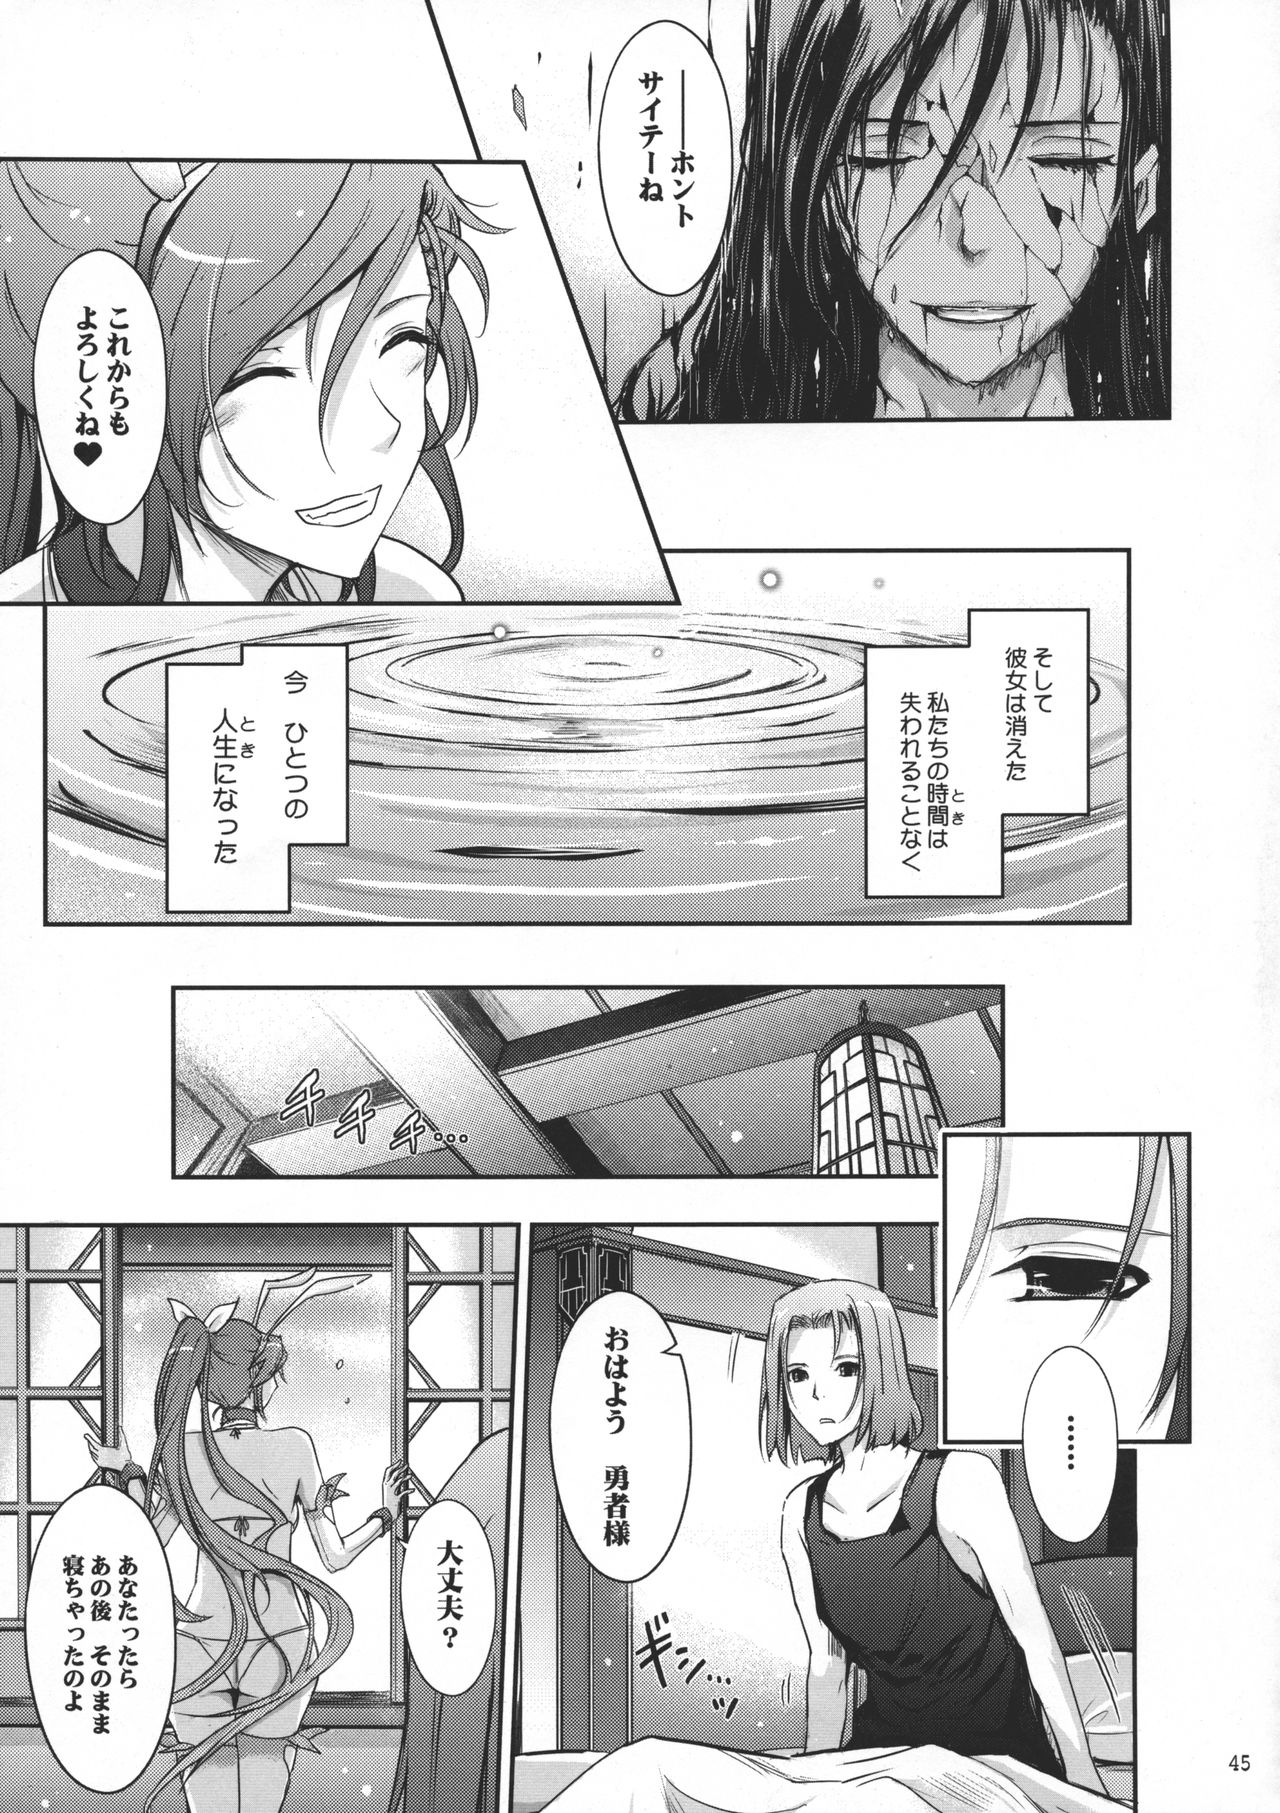 ――ホント
サイテーね
これからも
よろしくね♥
そして
彼女は消えた
私たちの時間は
とき
失われることなく
今 ひとつの
人生になった
とき
チチチ…
……
おはよう 勇者様
ギシッ
大丈夫？
あなたったら
あの後 そのまま
寝ちゃったのよ
45